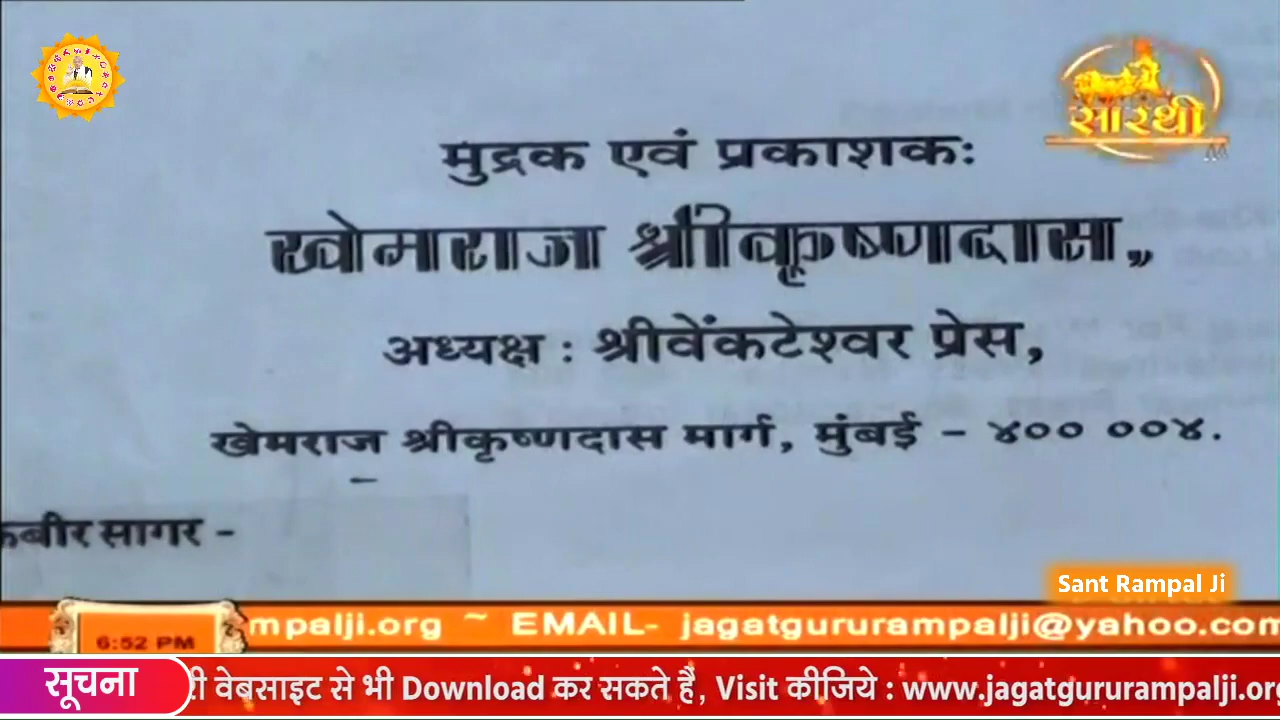 सारथी
मुद्रक एवं प्रकाशकः
खेमराज श्रीकृष्णदास,
अध्यक्ष : श्रीवेंकटेश्वर प्रेस,
खेमराज श्रीकृष्णदास मार्ग, मुंबई - ४०० ००४.
कबीर सागर -
Sant Rampal Ji
6:52 PM
mpalji.org ~ EMAIL- jagatgururampalji@yahoo.com
सूचना
री वेबसाइट से भी Download कर सकते हैं, Visit कीजिये : www.jagatgururampalji.org